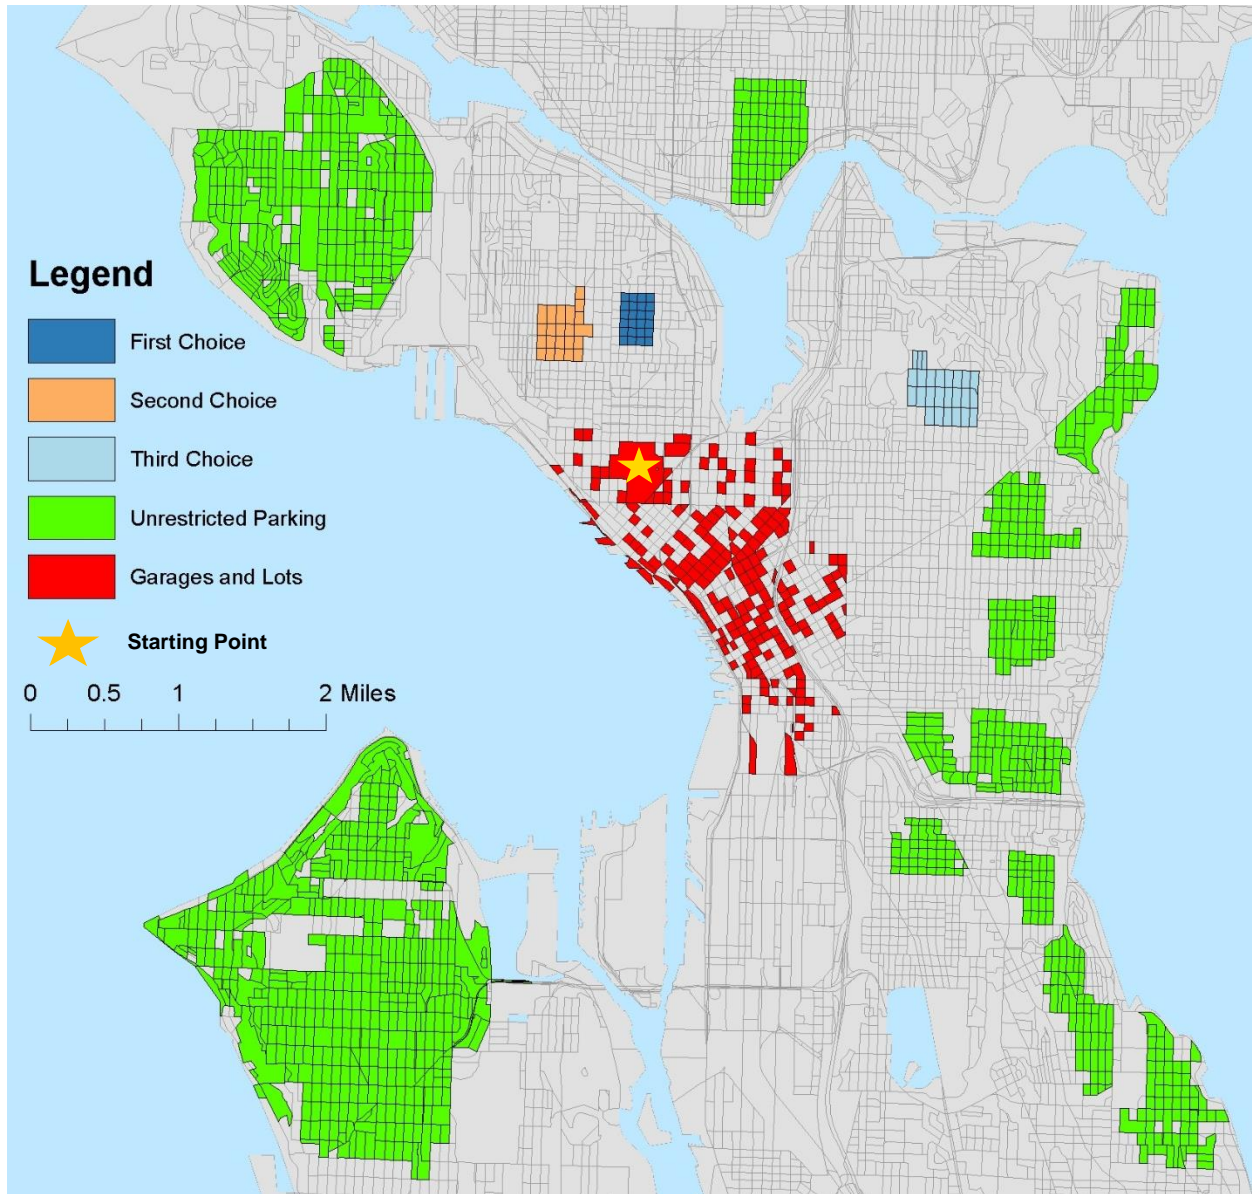 Legend
First Choice
Second Choice
Third Choice
Unrestricted Parking
Garages and Lots
Starting Point
0 0.5 1 2 Miles